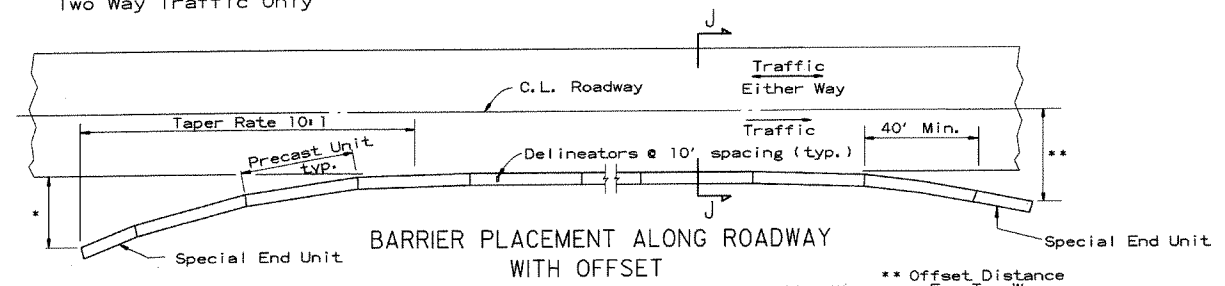 Two Way Traffic Only
J
Traffic
Either Way
C.L. Roadway
Taper Rate 10:1
Traffic
40' Min.
Precast Unit
typ.
Delineators @ 10' spacing (typ.)
**
*
J
BARRIER PLACEMENT ALONG ROADWAY
WITH OFFSET
Special End Unit
Special End Unit
** Offset Distance